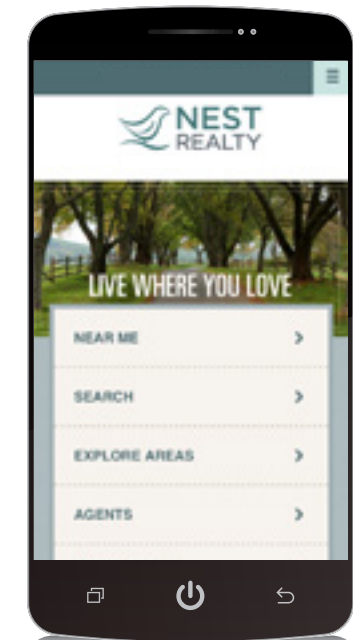 NEST
REALTY
LIVE WHERE YOU LOVE
NEAR ME
SEARCH
EXPLORE AREAS
AGENTS